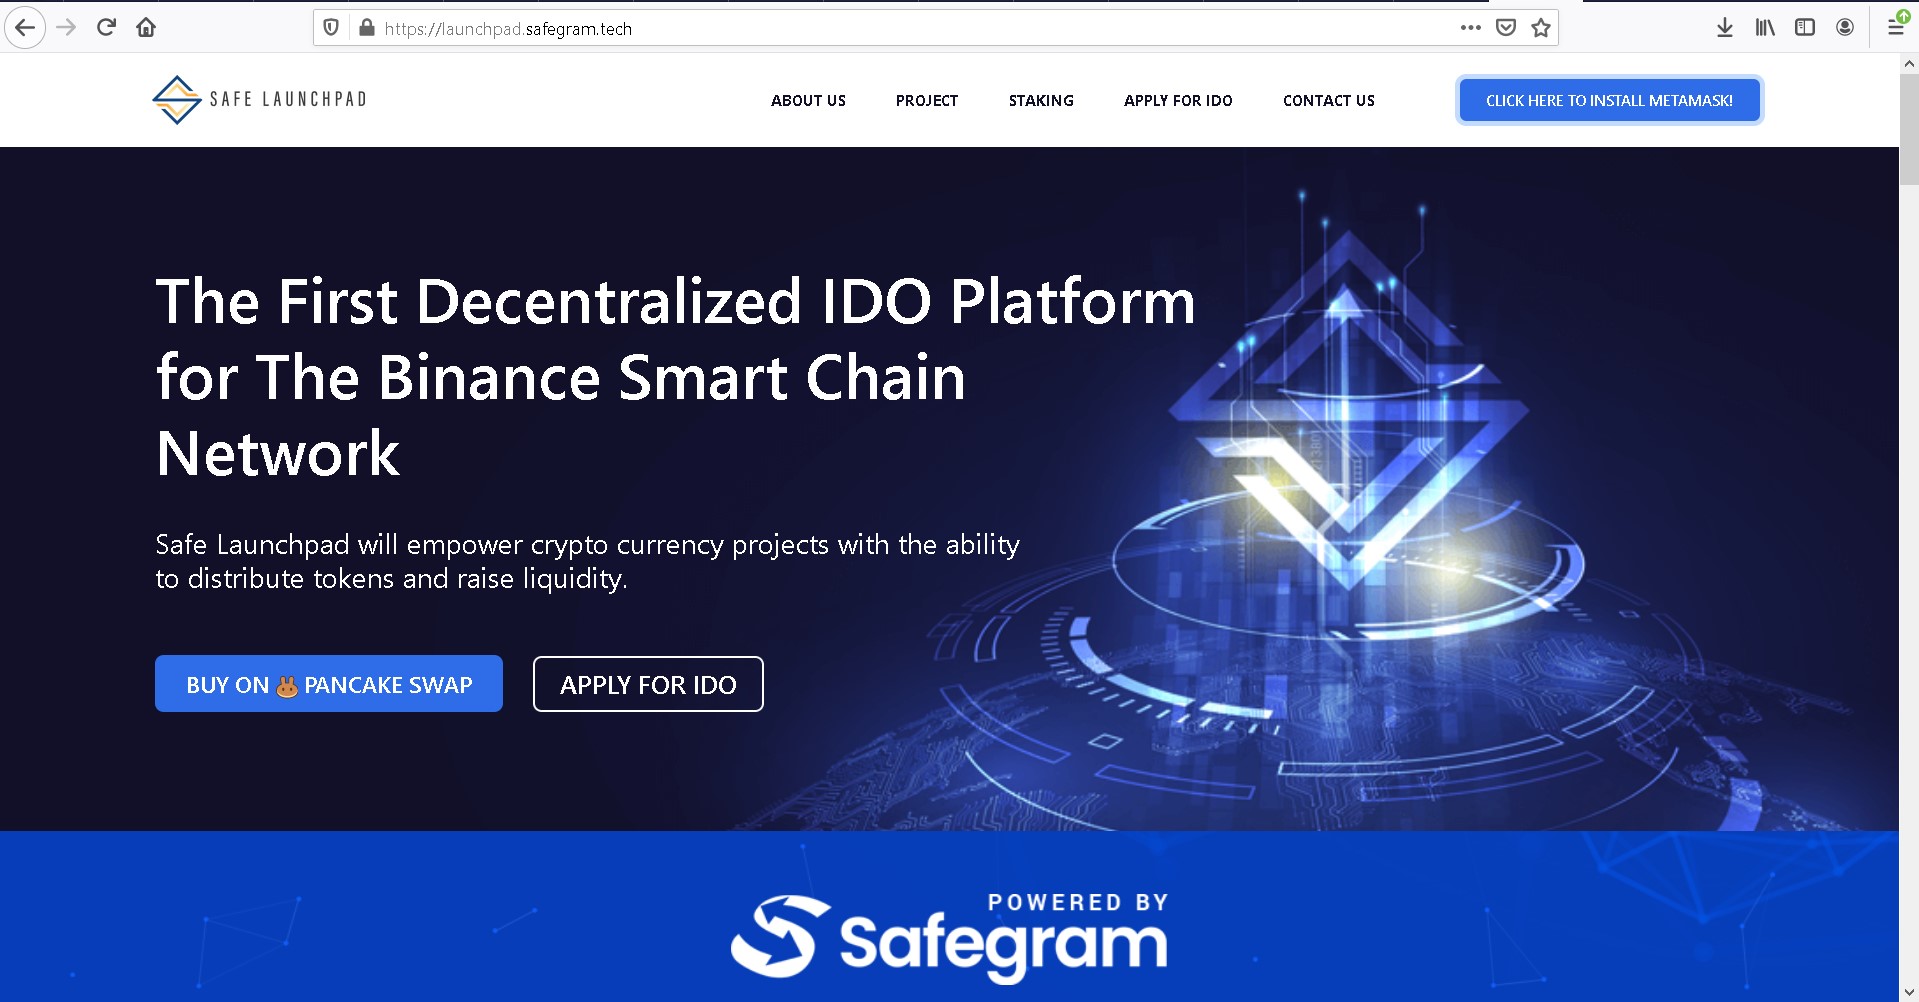 https://launchpad.safegram.tech
SAFE LAUNCHPAD
ABOUT US
PROJECT
STAKING
APPLY FOR IDO
CONTACT US
CLICK HERE TO INSTALL METAMASK!
The First Decentralized IDO Platform
for The Binance Smart Chain
Network
Safe Launchpad will empower crypto currency projects with the ability
to distribute tokens and raise liquidity.
BUY ON PANCAKE SWAP
APPLY FOR IDO
POWERED BY
Safegram